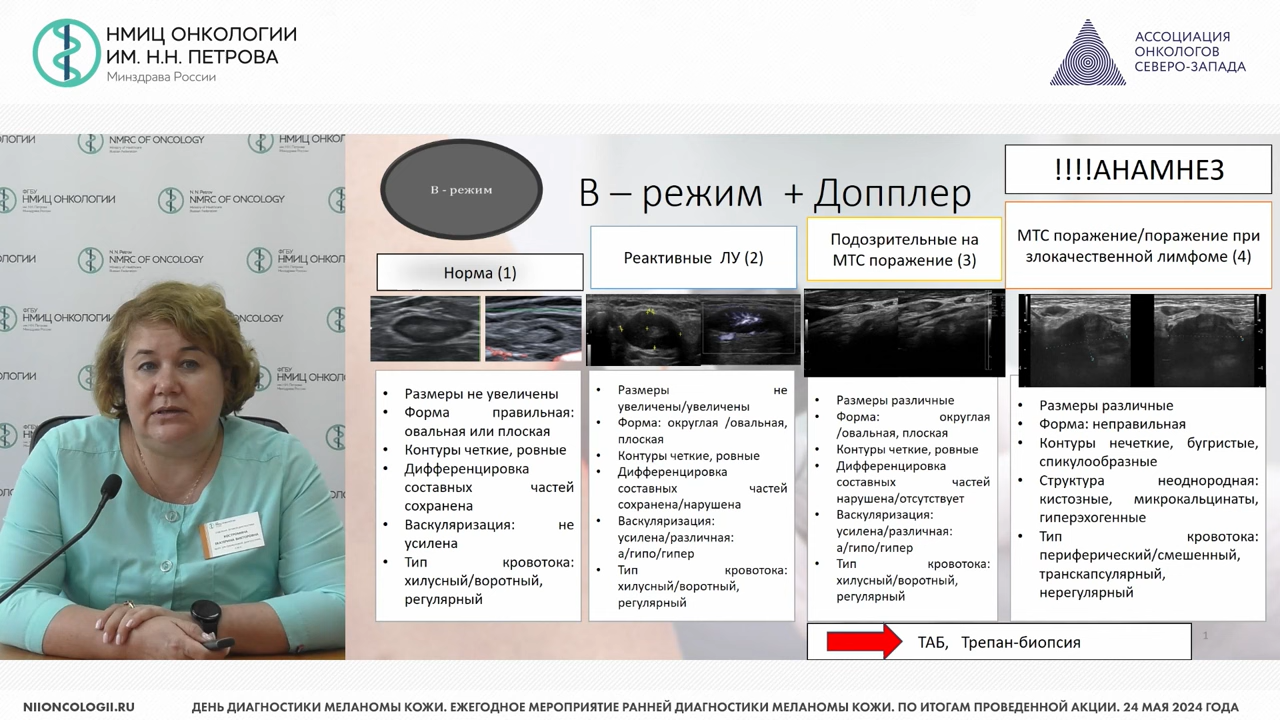 НМИЦ ОНКОЛОГИИ
ИМ. Н.Н. ПЕТРОВА
Минздрава России
АССОЦИАЦИЯ
ОНКОЛОГОВ
СЕВЕРО-ЗАПАДА
NMRC OF ONCOLOGY
НМИЦ ОНКОЛОГИИ
В - режим
В – режим + Допплер
!!!!АНАМНЕЗ
Норма (1)
Размеры не увеличены
Форма правильная:
овальная или плоская
Контуры четкие, ровные
Дифференцировка
составных частей
сохранена
Васкуляризация: не
усилена
Тип кровотока:
хилусный/воротный,
регулярный
Реактивные ЛУ (2)
Размеры не
увеличены/увеличены
Форма: округлая /овальная,
плоская
Контуры четкие, ровные
Дифференцировка
составных частей
сохранена/нарушена
Васкуляризация:
усилена/различная:
а/гипо/гипер
Тип кровотока:
хилусный/воротный,
регулярный
Подозрительные на
МТС поражение (3)
Размеры различные
Форма: округлая
/овальная, плоская
Контуры четкие, ровные
Дифференцировка
составных частей
нарушена/отсутствует
Васкуляризация:
усилена/различная:
а/гипо/гипер
Тип кровотока:
хилусный/воротный,
регулярный
МТС поражение/поражение при
злокачественной лимфоме (4)
Размеры различные
Форма: неправильная
Контуры нечеткие, бугристые,
спикулообразные
Структура неоднородная:
кистозные, микрокальцинаты,
гиперэхогенные
Тип кровотока:
периферический/смешенный,
транскапсулярный,
нерегулярный
ТАБ, Трепан-биопсия
1
NIIONCOLOGII.RU
ДЕНЬ ДИАГНОСТИКИ МЕЛАНОМЫ КОЖИ. ЕЖЕГОДНОЕ МЕРОПРИЯТИЕ РАННЕЙ ДИАГНОСТИКИ МЕЛАНОМЫ КОЖИ. ПО ИТОГАМ ПРОВЕДЕННОЙ АКЦИИ. 24 МАЯ 2024 ГОДА